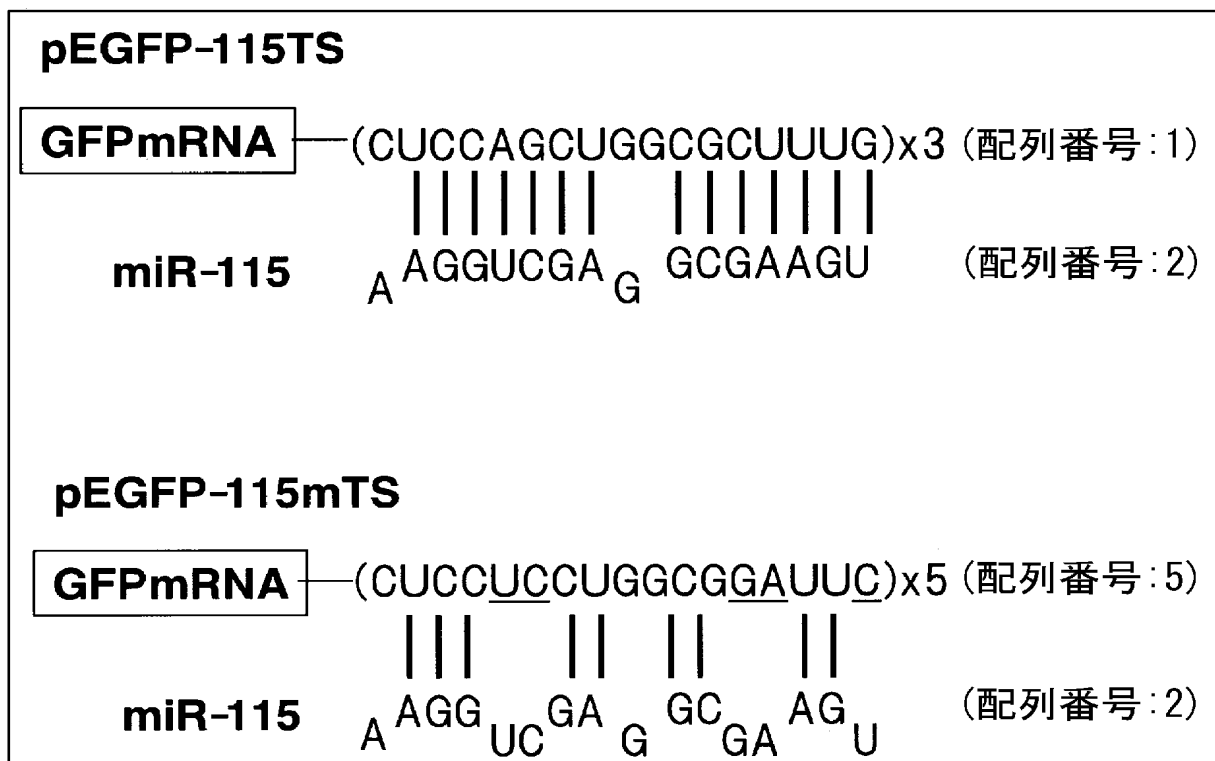 pEGFP-115TS
GFPmRNA (CUCCAGCUGGCGCUUUG)x3 (配列番号:1)
miR-115 A AGGUCGA G GCGAAGU (配列番号:2)
pEGFP-115mTS
GFPmRNA (CUCCUCCUGGCGGAUUC)x5 (配列番号:5)
miR-115 A AGG UC GA G GC GA AG U (配列番号:2)